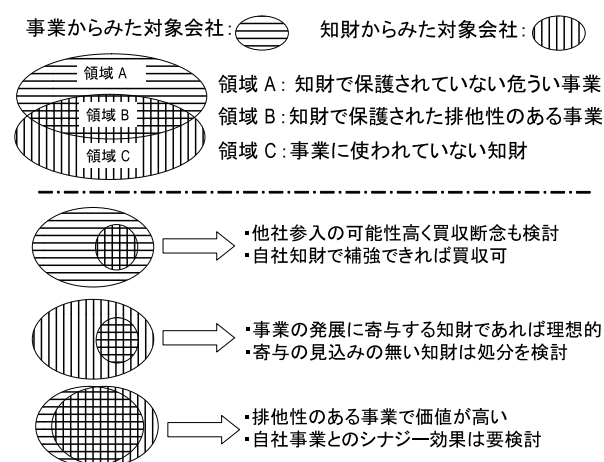 事業からみた対象会社： 知財からみた対象会社：
領域 A
領域 B
領域 C
領域 A： 知財で保護されていない危うい事業
領域 B：知財で保護された排他性のある事業
領域 C：事業に使われていない知財
・他社参入の可能性高く買収断念も検討
・自社知財で補強できれば買収可
・事業の発展に寄与する知財であれば理想的
・寄与の見込みの無い知財は処分を検討
・排他性のある事業で価値が高い
・自社事業とのシナジー効果は要検討